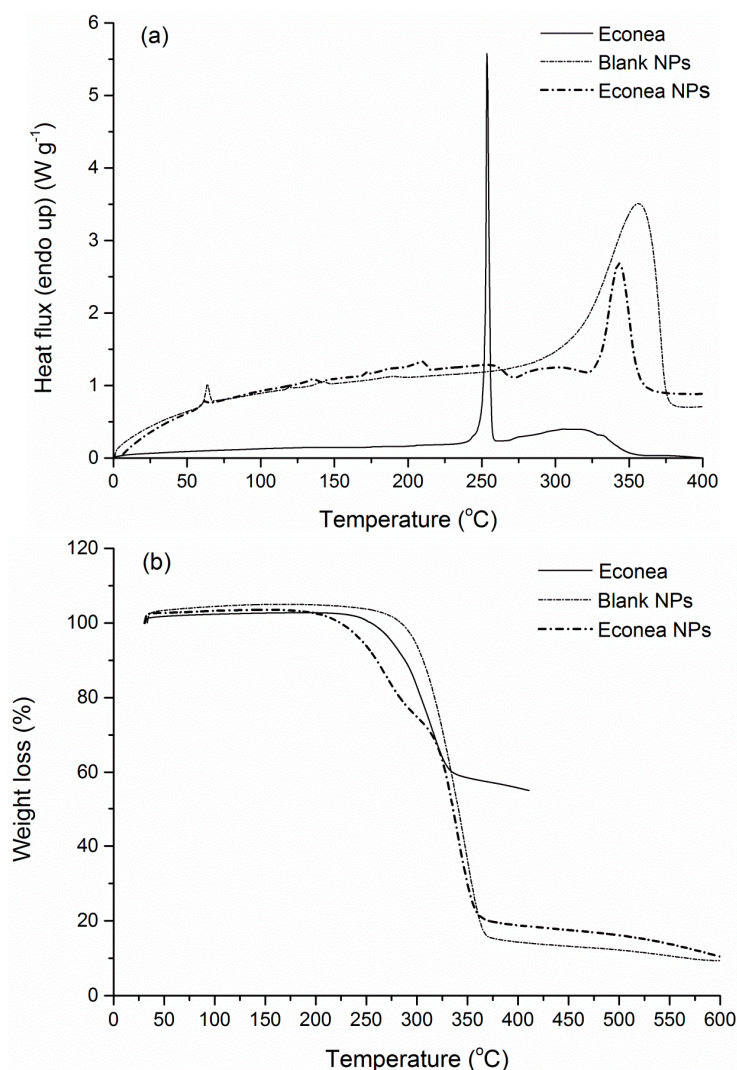 (a)
Econea
Blank NPs
Econea NPs
Heat flux (endo up) (W g⁻¹)
6
5
4
3
2
1
0
0 50 100 150 200 250 300 350 400
Temperature (°C)
(b)
Econea
Blank NPs
Econea NPs
Weight loss (%)
120
100
80
60
40
20
0
0 50 100 150 200 250 300 350 400 450 500 550 600
Temperature (°C)